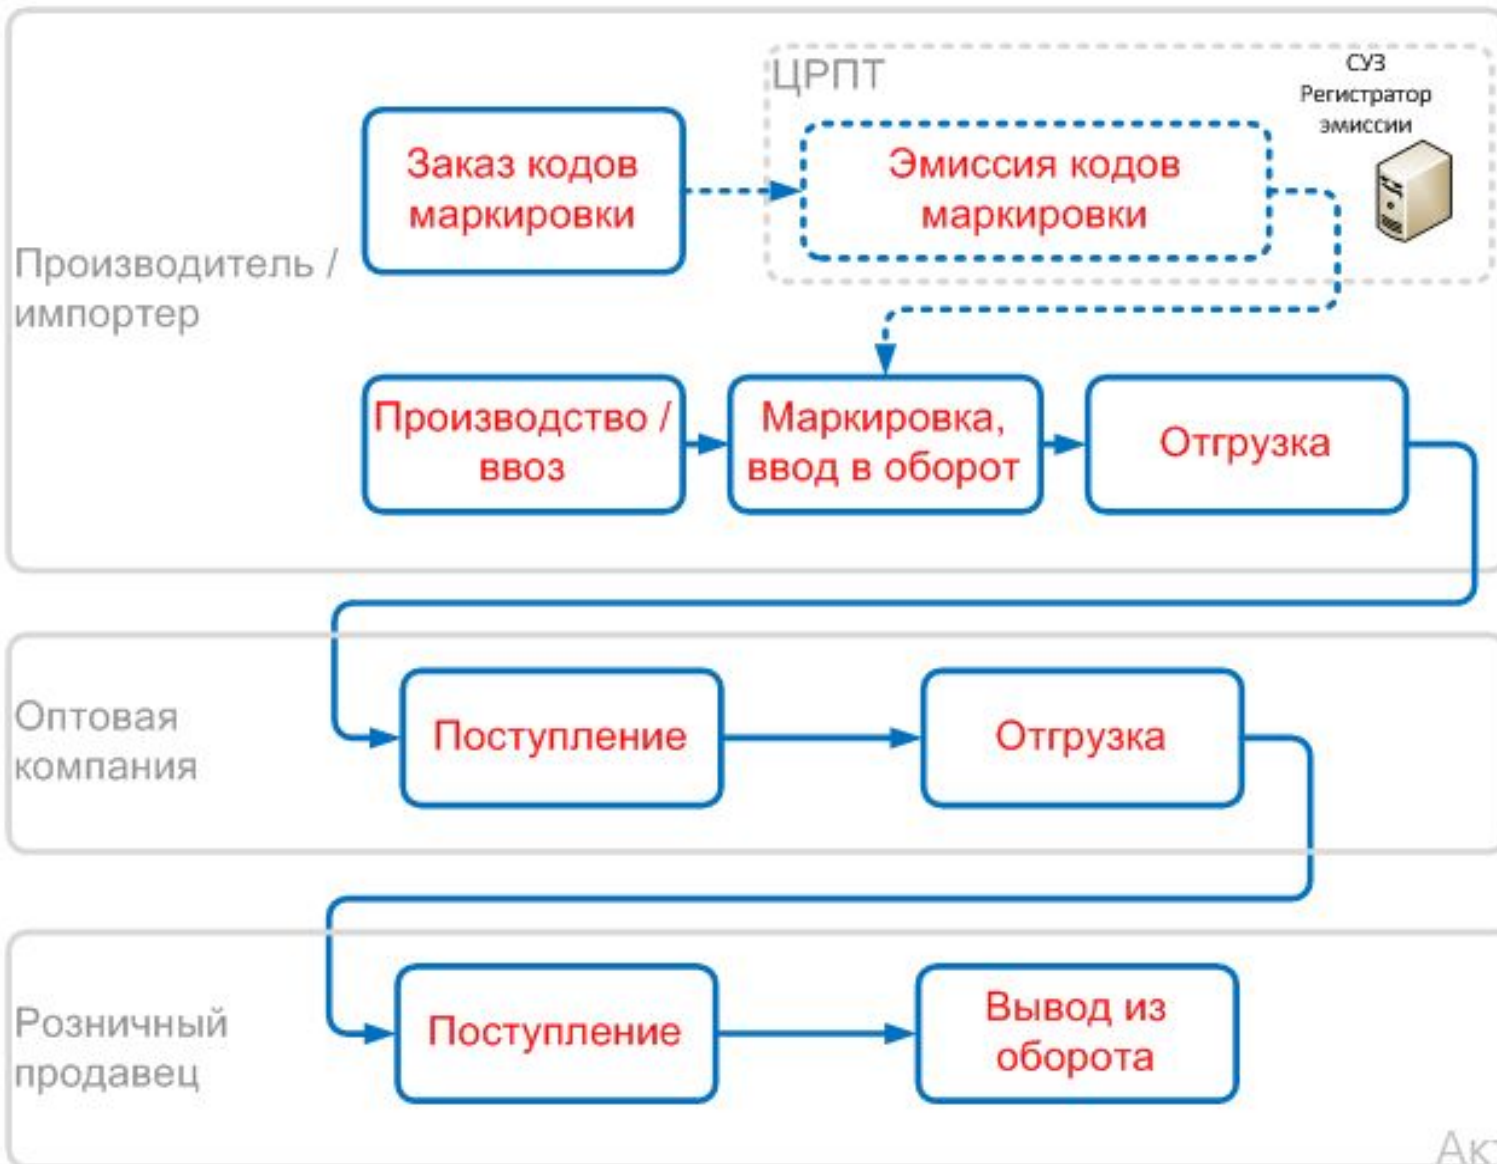 ЦРПТ
СУЗ
Регистратор
эмиссии
Заказ кодов
маркировки
Эмиссия кодов
маркировки
Производитель /
импортер
Производство /
ввоз
Маркировка,
ввод в оборот
Отгрузка
Оптовая
компания
Поступление
Отгрузка
Розничный
продавец
Поступление
Вывод из
оборота